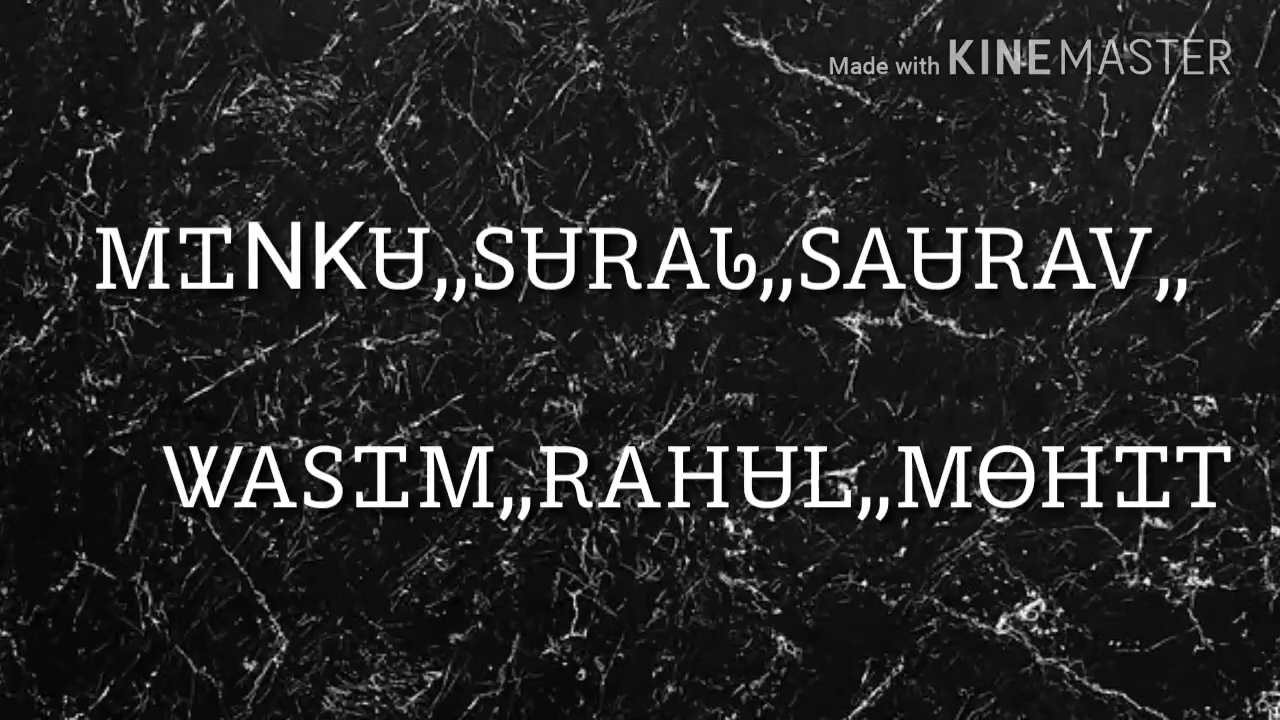 Made with KINEMASTER
MINKU,,SURAJ,,SAURAV,,
WASIM,,RAHUL,,MOHIT